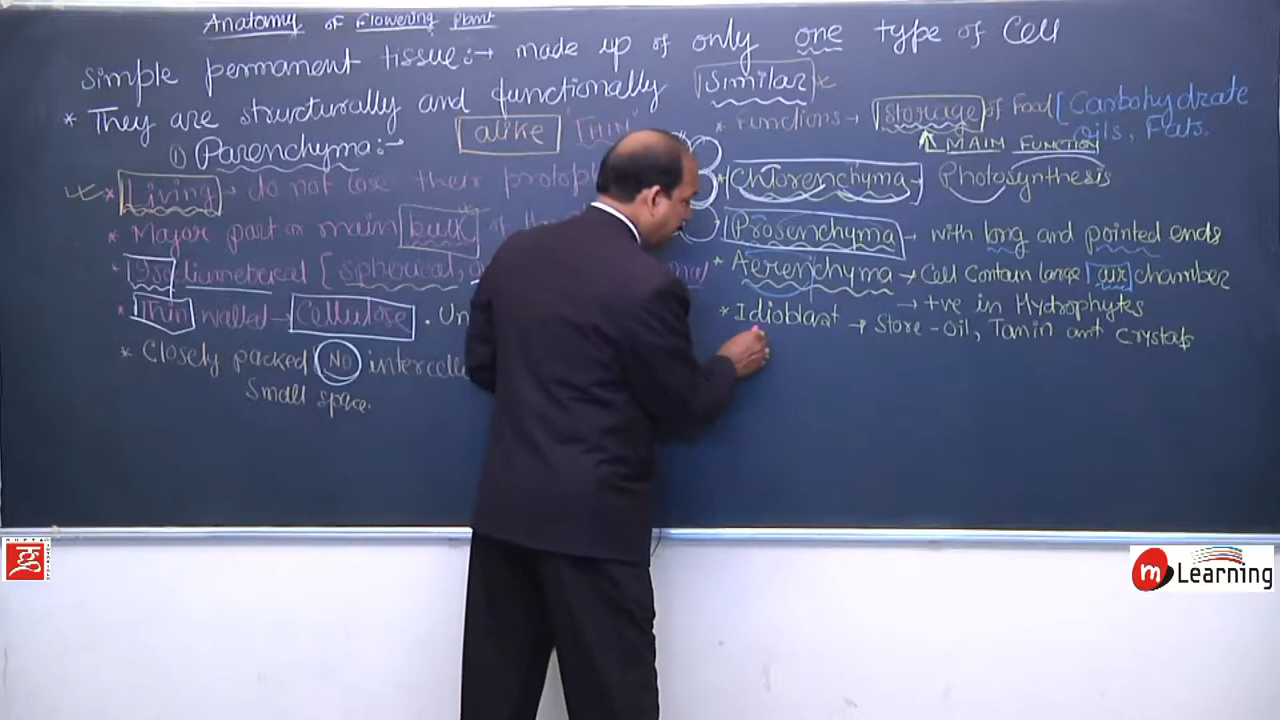 Anatomy of Flowering Plant
Simple permanent tissue:→ made up of only one type of Cell
* They are structurally and functionally Similar *
alike
① Parenchyma:-
* Living → do not lose their
* Major part or main bulk of
* Isodiametrical [spherical,
* Thin walled → Cellulose. Un
* Closely packed NO
Small space.
* Functions → Storage of Food [Carbohydrate
Oils, Fats.
MAIN FUNCTION
* Chlorenchyma → Photosynthesis
Prosenchyma → with long and pointed ends
* Aerenchyma → Cell Contain large air chamber
→ +ve in Hydrophytes
* Idioblast → Store - Oil, Tanin and Crystals
m Learning